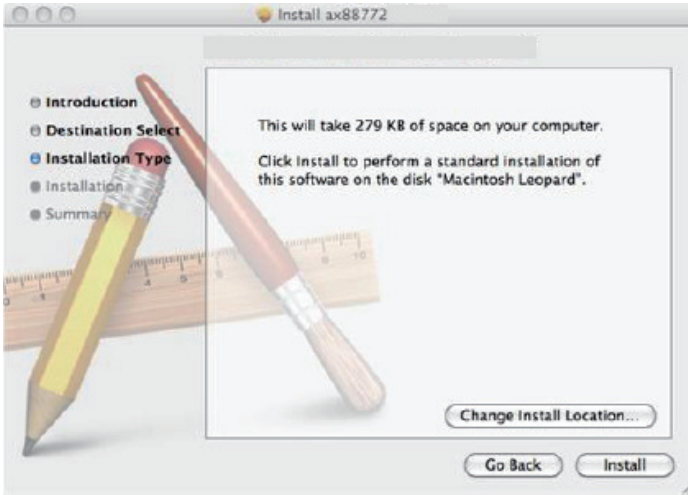 Install ax88772
Introduction
Destination Select
Installation Type
Installation
Summary
This will take 279 KB of space on your computer.
Click Install to perform a standard installation of
this software on the disk "Macintosh Leopard".
Change Install Location...
Go Back
Install